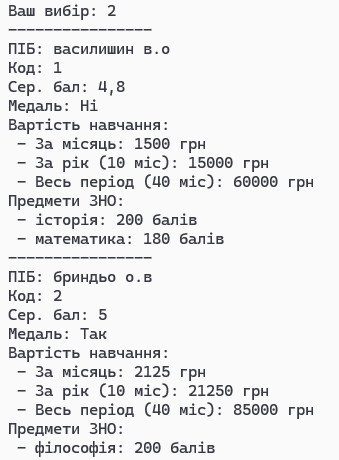 Ваш вибір: 2
----------------
ПІБ: василишин в.о
Код: 1
Сер. бал: 4,8
Медаль: Ні
Вартість навчання:
 - За місяць: 1500 грн
 - За рік (10 міс): 15000 грн
 - Весь період (40 міс): 60000 грн
Предмети ЗНО:
 - історія: 200 балів
 - математика: 180 балів
----------------
ПІБ: бриндьо о.в
Код: 2
Сер. бал: 5
Медаль: Так
Вартість навчання:
 - За місяць: 2125 грн
 - За рік (10 міс): 21250 грн
 - Весь період (40 міс): 85000 грн
Предмети ЗНО:
 - філософія: 200 балів